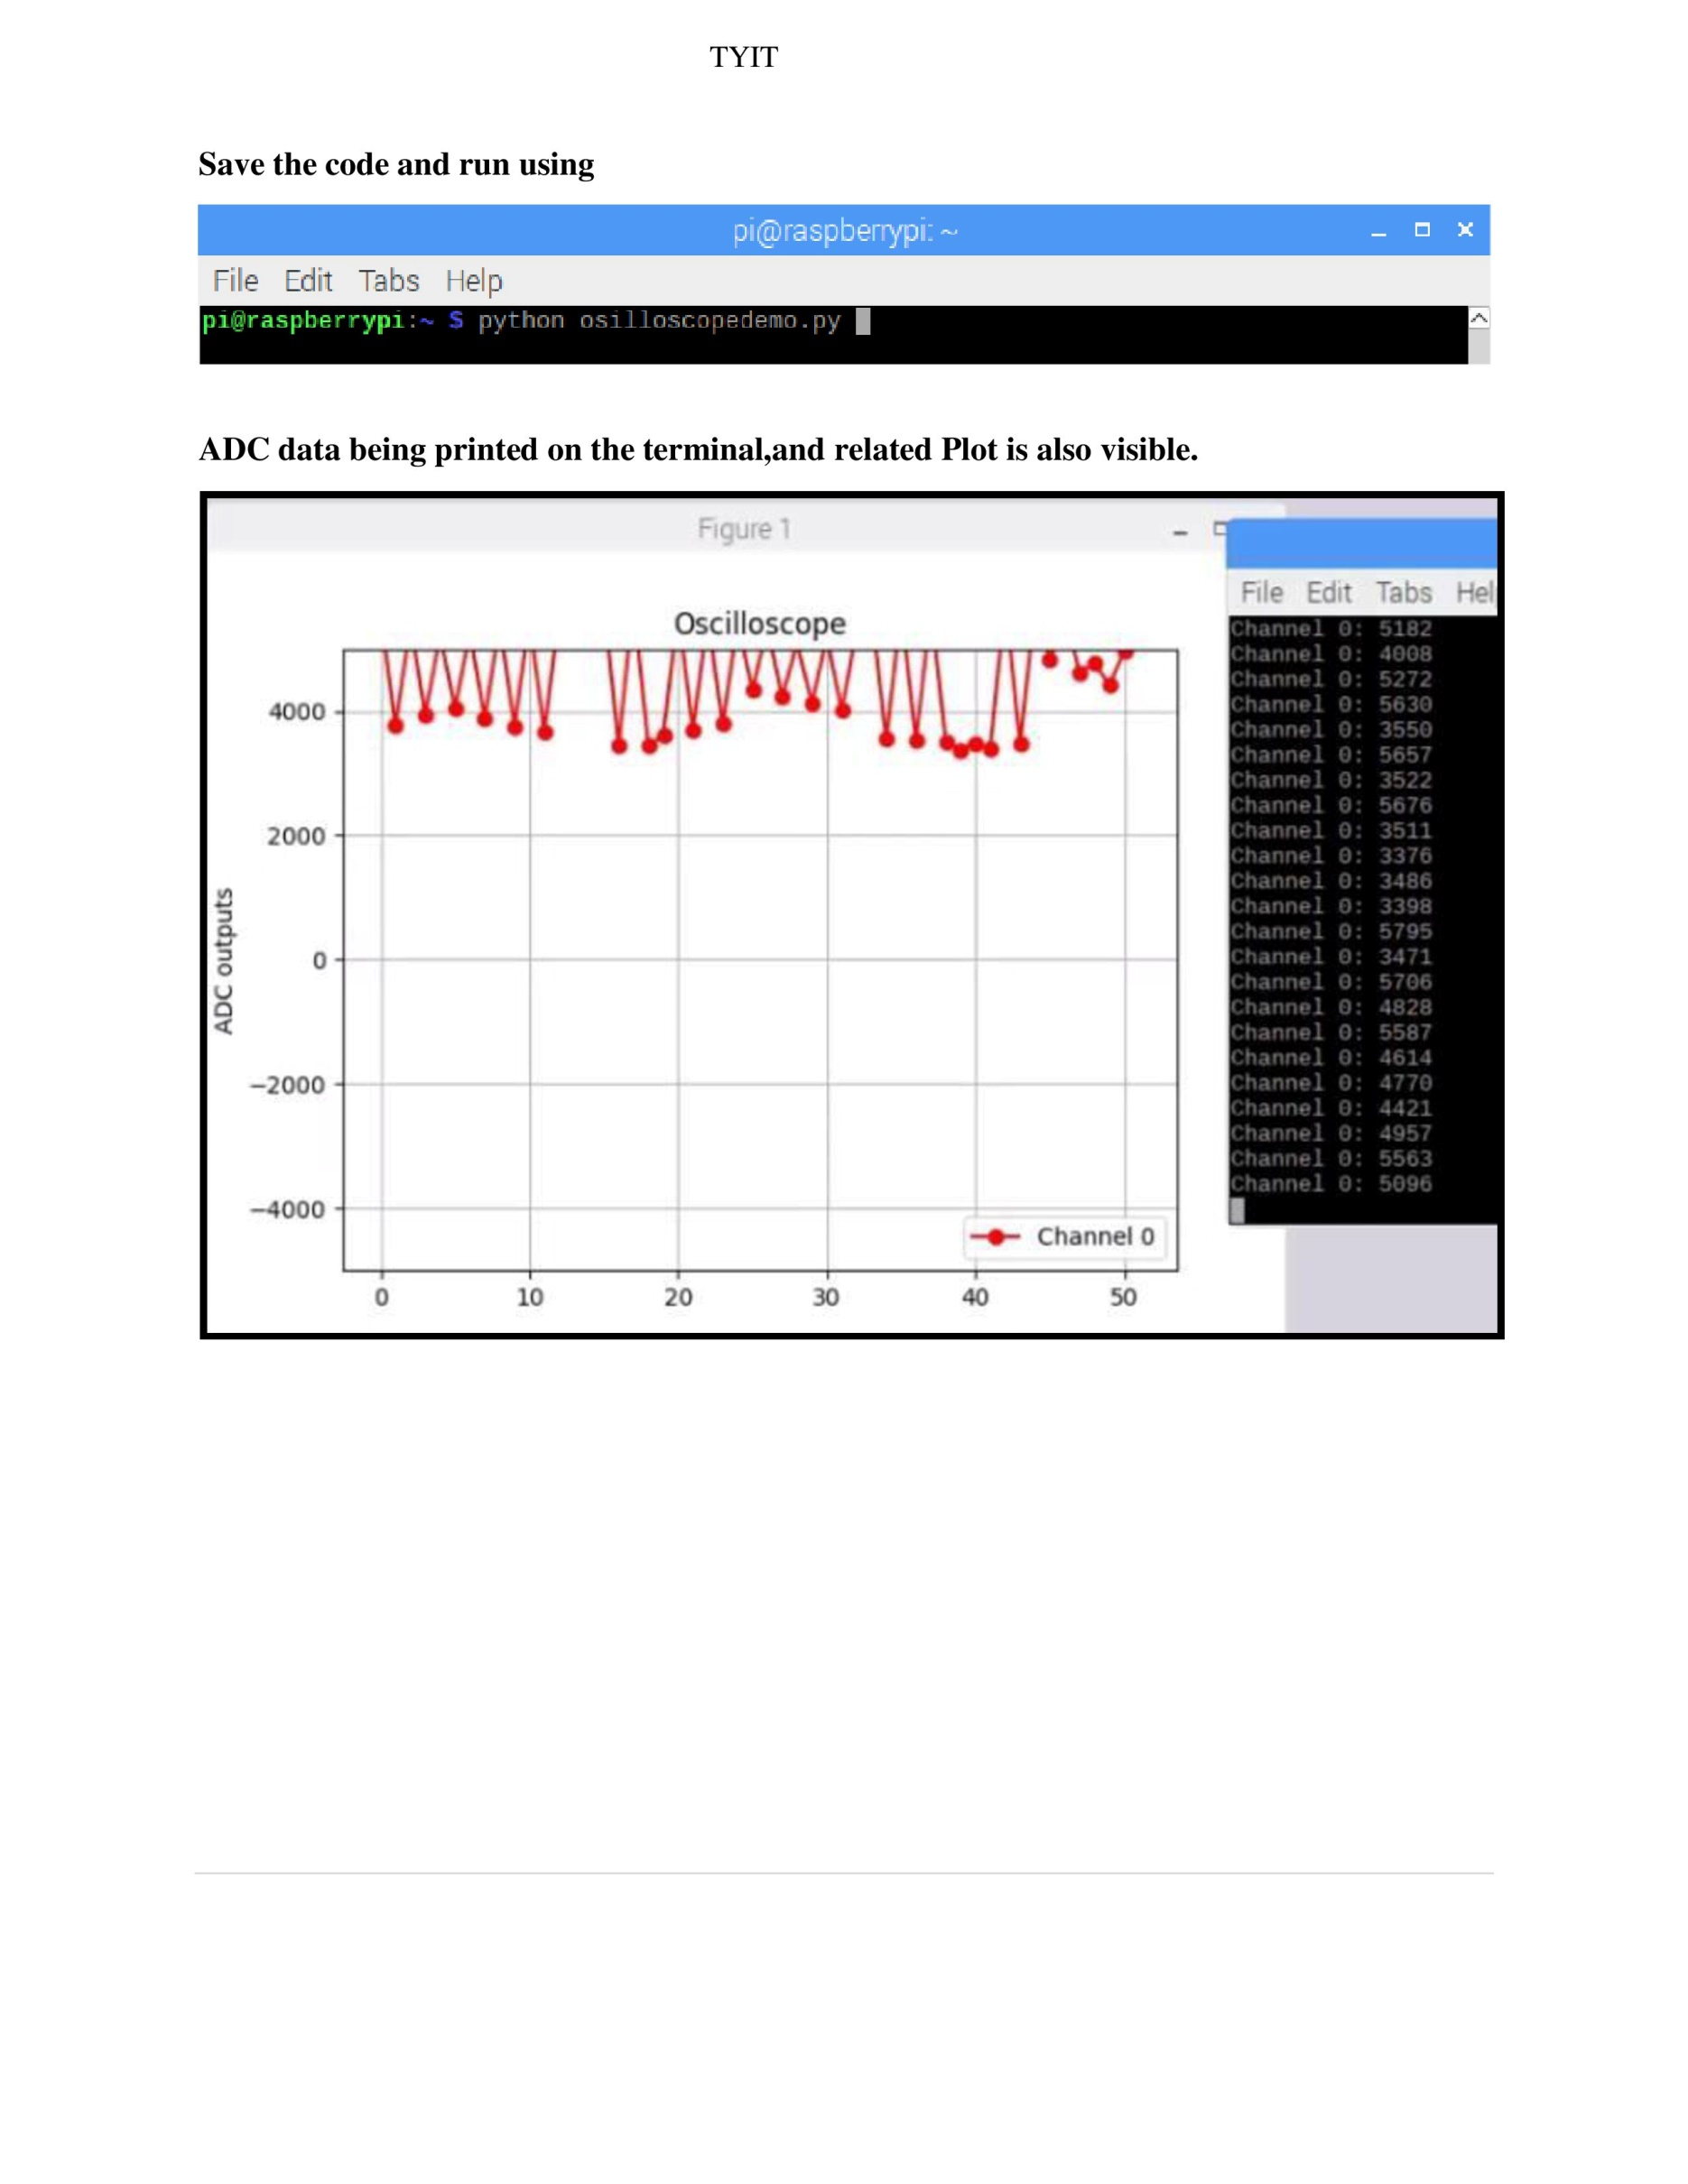 TYIT
Save the code and run using
pi@raspberrypi: ~
File Edit Tabs Help
pi@raspberrypi:~ $ python osilloscopedemo.py
ADC data being printed on the terminal,and related Plot is also visible.
Figure 1
Oscilloscope
4000
2000
0
−2000
−4000
ADC outputs
0 10 20 30 40 50
Channel 0
File Edit Tabs Hel
Channel 0: 5182
Channel 0: 4008
Channel 0: 5272
Channel 0: 5630
Channel 0: 3550
Channel 0: 5657
Channel 0: 3522
Channel 0: 5676
Channel 0: 3511
Channel 0: 3376
Channel 0: 3486
Channel 0: 3398
Channel 0: 5795
Channel 0: 3471
Channel 0: 5706
Channel 0: 4828
Channel 0: 5587
Channel 0: 4614
Channel 0: 4770
Channel 0: 4421
Channel 0: 4957
Channel 0: 5563
Channel 0: 5096